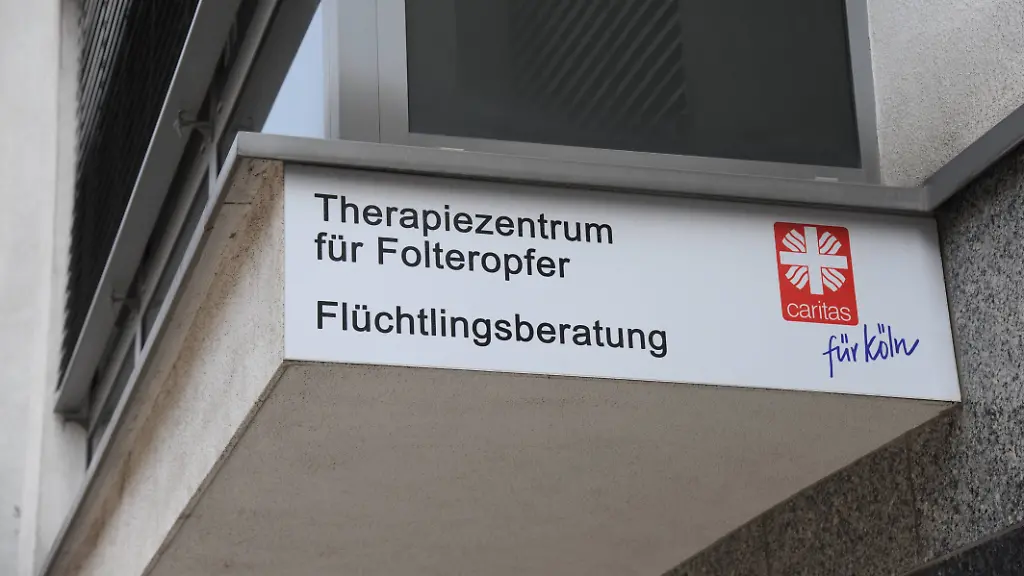 Therapiezentrum
für Folteropfer
Flüchtlingsberatung
caritas
für Köln